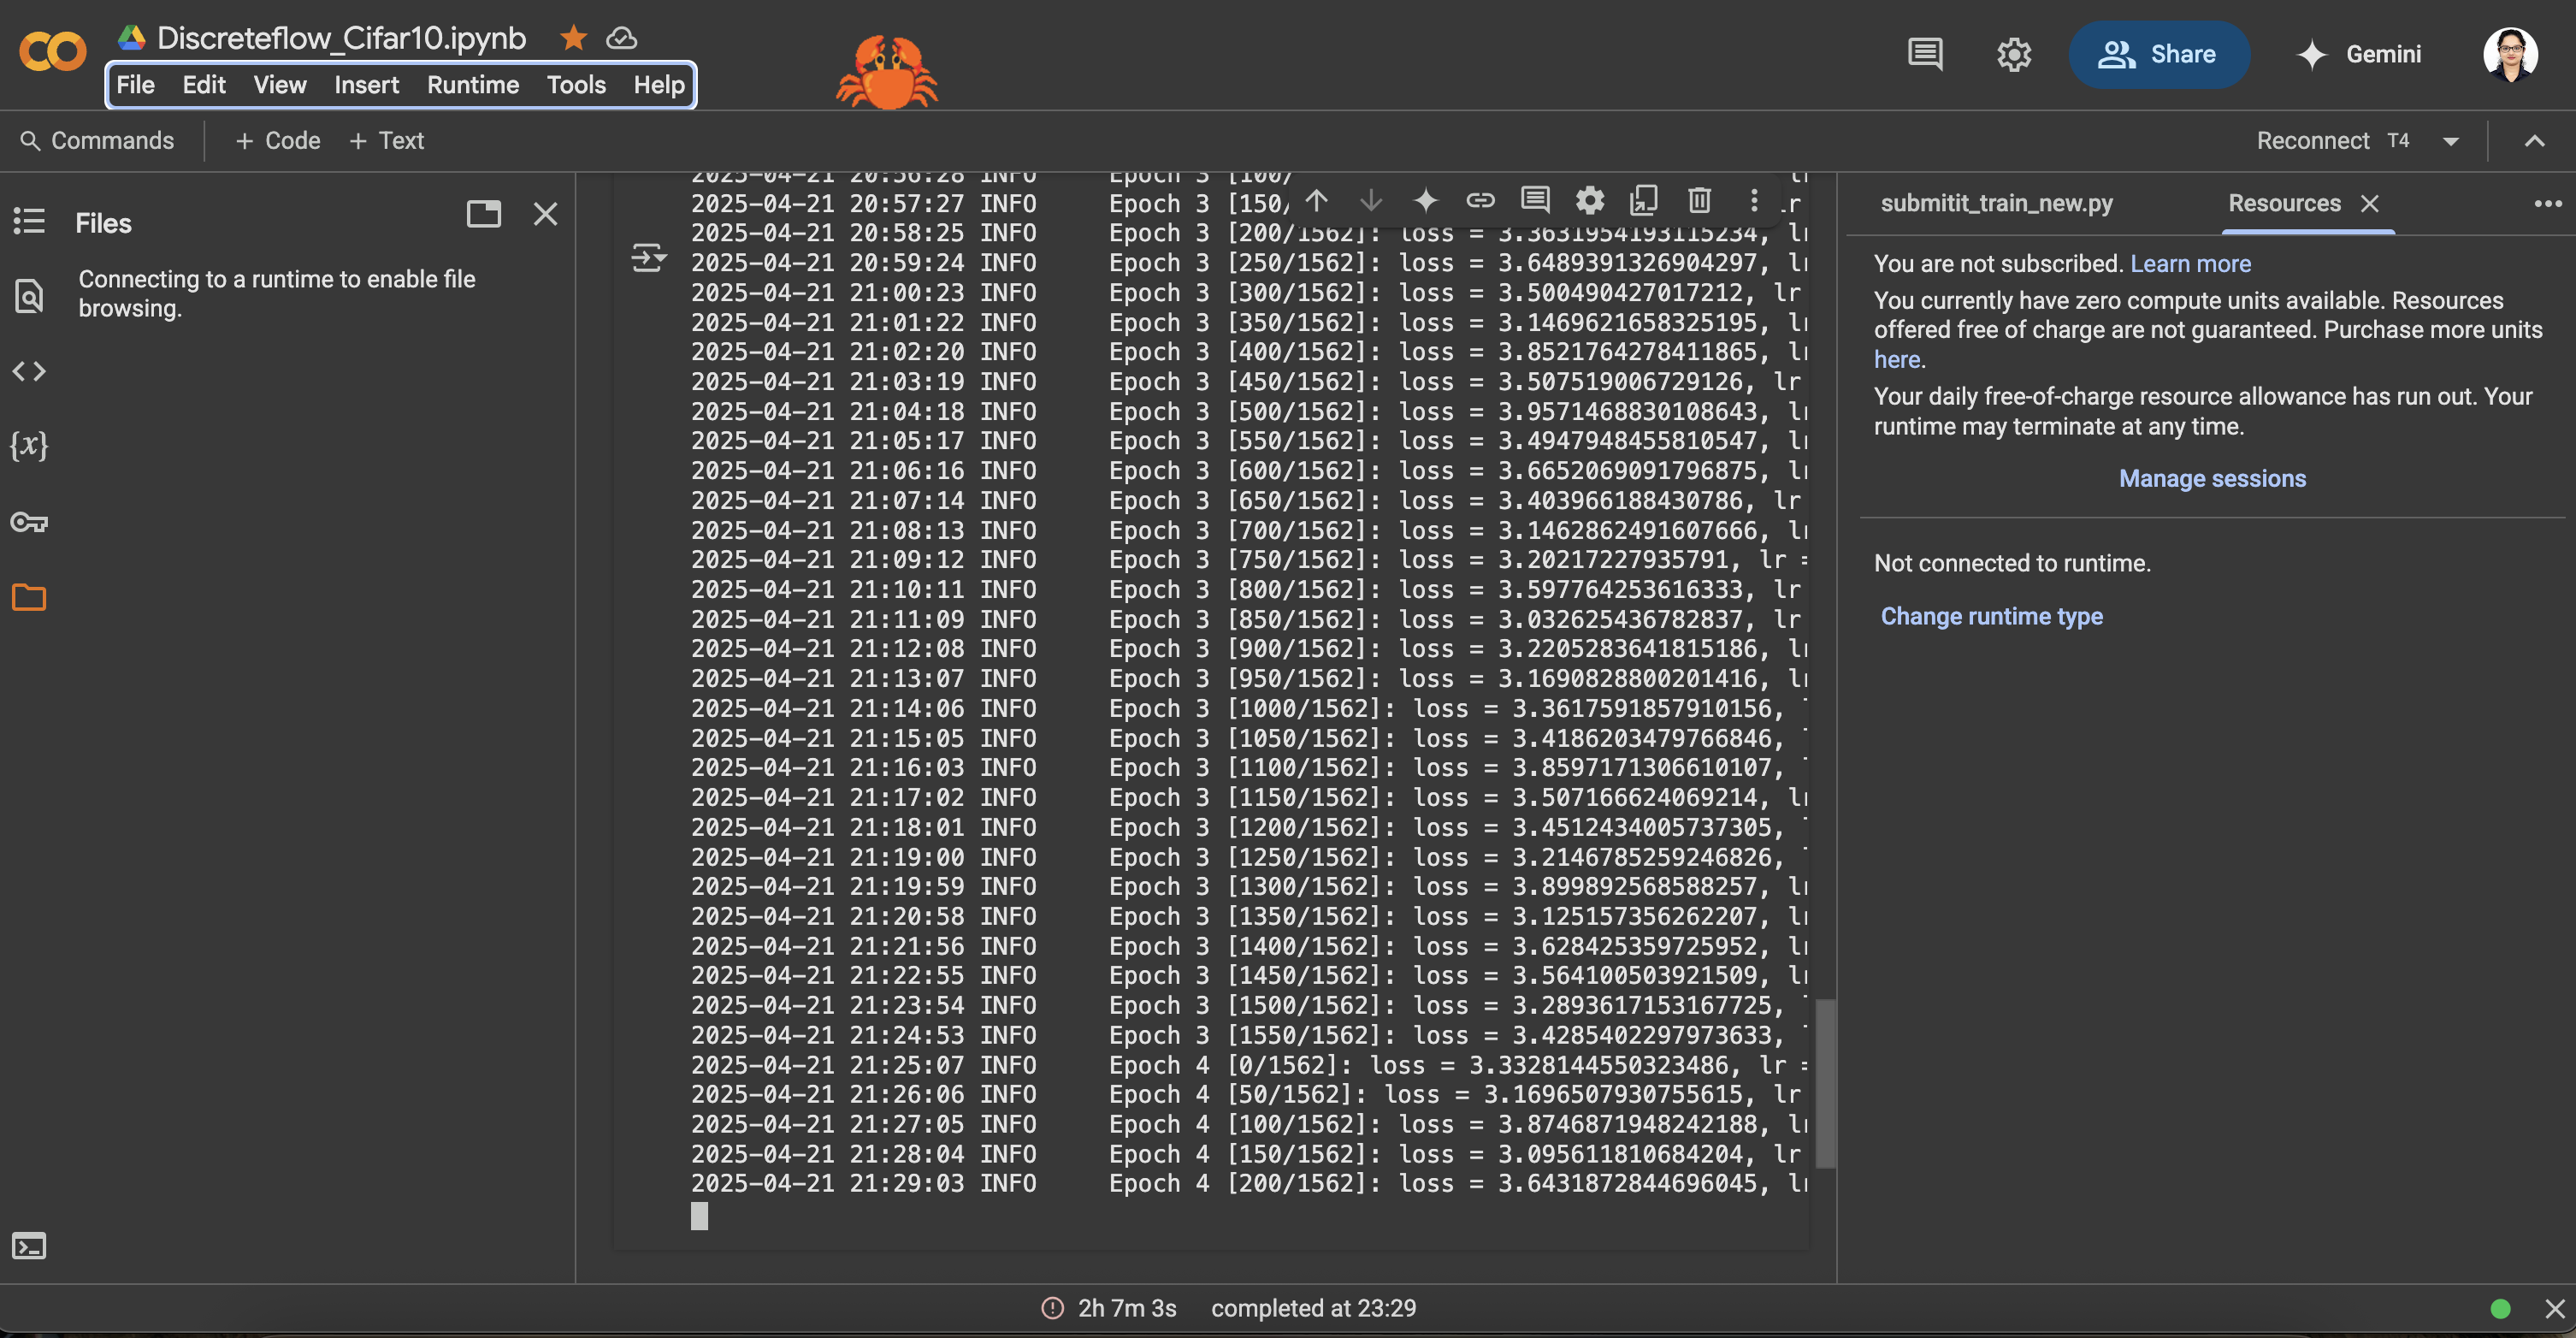 CO
Discreteflow_Cifar10.ipynb
File Edit View Insert Runtime Tools Help
Share
Gemini
Commands
+ Code + Text
Reconnect T4
Files
Connecting to a runtime to enable file
browsing.
{x}
2025-04-21 20:56:28 INFO Epoch 3 [100/
2025-04-21 20:57:27 INFO Epoch 3 [150/
2025-04-21 20:58:25 INFO Epoch 3 [200/1562]: loss = 3.3631954193115234, l
2025-04-21 20:59:24 INFO Epoch 3 [250/1562]: loss = 3.6489391326904297, l
2025-04-21 21:00:23 INFO Epoch 3 [300/1562]: loss = 3.500490427017212, lr
2025-04-21 21:01:22 INFO Epoch 3 [350/1562]: loss = 3.1469621658325195, l
2025-04-21 21:02:20 INFO Epoch 3 [400/1562]: loss = 3.8521764278411865, l
2025-04-21 21:03:19 INFO Epoch 3 [450/1562]: loss = 3.507519006729126, lr
2025-04-21 21:04:18 INFO Epoch 3 [500/1562]: loss = 3.9571468830108643, l
2025-04-21 21:05:17 INFO Epoch 3 [550/1562]: loss = 3.4947948455810547, l
2025-04-21 21:06:16 INFO Epoch 3 [600/1562]: loss = 3.6652069091796875, l
2025-04-21 21:07:14 INFO Epoch 3 [650/1562]: loss = 3.403966188430786, lr
2025-04-21 21:08:13 INFO Epoch 3 [700/1562]: loss = 3.1462862491607666, l
2025-04-21 21:09:12 INFO Epoch 3 [750/1562]: loss = 3.20217227935791, lr =
2025-04-21 21:10:11 INFO Epoch 3 [800/1562]: loss = 3.597764253616333, lr
2025-04-21 21:11:09 INFO Epoch 3 [850/1562]: loss = 3.032625436782837, lr
2025-04-21 21:12:08 INFO Epoch 3 [900/1562]: loss = 3.2205283641815186, l
2025-04-21 21:13:07 INFO Epoch 3 [950/1562]: loss = 3.1690828800201416, l
2025-04-21 21:14:06 INFO Epoch 3 [1000/1562]: loss = 3.3617591857910156,
2025-04-21 21:15:05 INFO Epoch 3 [1050/1562]: loss = 3.4186203479766846,
2025-04-21 21:16:03 INFO Epoch 3 [1100/1562]: loss = 3.8597171306610107,
2025-04-21 21:17:02 INFO Epoch 3 [1150/1562]: loss = 3.507166624069214, l
2025-04-21 21:18:01 INFO Epoch 3 [1200/1562]: loss = 3.4512434005737305,
2025-04-21 21:19:00 INFO Epoch 3 [1250/1562]: loss = 3.2146785259246826,
2025-04-21 21:19:59 INFO Epoch 3 [1300/1562]: loss = 3.899892568588257, l
2025-04-21 21:20:58 INFO Epoch 3 [1350/1562]: loss = 3.125157356262207, l
2025-04-21 21:21:56 INFO Epoch 3 [1400/1562]: loss = 3.628425359725952, l
2025-04-21 21:22:55 INFO Epoch 3 [1450/1562]: loss = 3.564100503921509, l
2025-04-21 21:23:54 INFO Epoch 3 [1500/1562]: loss = 3.2893617153167725,
2025-04-21 21:24:53 INFO Epoch 3 [1550/1562]: loss = 3.4285402297973633,
2025-04-21 21:25:07 INFO Epoch 4 [0/1562]: loss = 3.3328144550323486, lr =
2025-04-21 21:26:06 INFO Epoch 4 [50/1562]: loss = 3.1696507930755615, lr
2025-04-21 21:27:05 INFO Epoch 4 [100/1562]: loss = 3.8746871948242188, l
2025-04-21 21:28:04 INFO Epoch 4 [150/1562]: loss = 3.095611810684204, lr
2025-04-21 21:29:03 INFO Epoch 4 [200/1562]: loss = 3.6431872844696045, l
submitit_train_new.py Resources
You are not subscribed. Learn more
You currently have zero compute units available. Resources
offered free of charge are not guaranteed. Purchase more units
here.
Your daily free-of-charge resource allowance has run out. Your
runtime may terminate at any time.
Manage sessions
Not connected to runtime.
Change runtime type
2h 7m 3s completed at 23:29